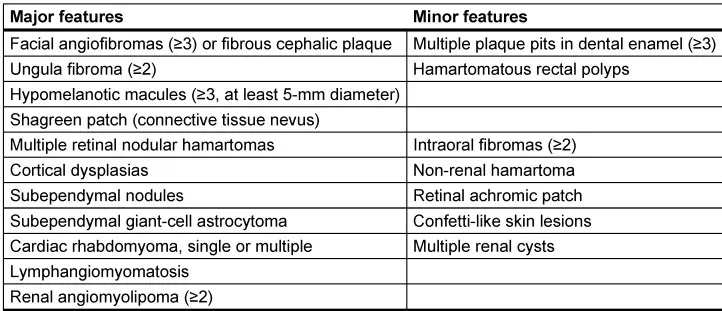 Major features Minor features
Facial angiofibromas (≥3) or fibrous cephalic plaque Multiple plaque pits in dental enamel (≥3)
Ungula fibroma (≥2) Hamartomatous rectal polyps
Hypomelanotic macules (≥3, at least 5-mm diameter)
Shagreen patch (connective tissue nevus)
Multiple retinal nodular hamartomas Intraoral fibromas (≥2)
Cortical dysplasias Non-renal hamartoma
Subependymal nodules Retinal achromic patch
Subependymal giant-cell astrocytoma Confetti-like skin lesions
Cardiac rhabdomyoma, single or multiple Multiple renal cysts
Lymphangiomyomatosis
Renal angiomyolipoma (≥2)